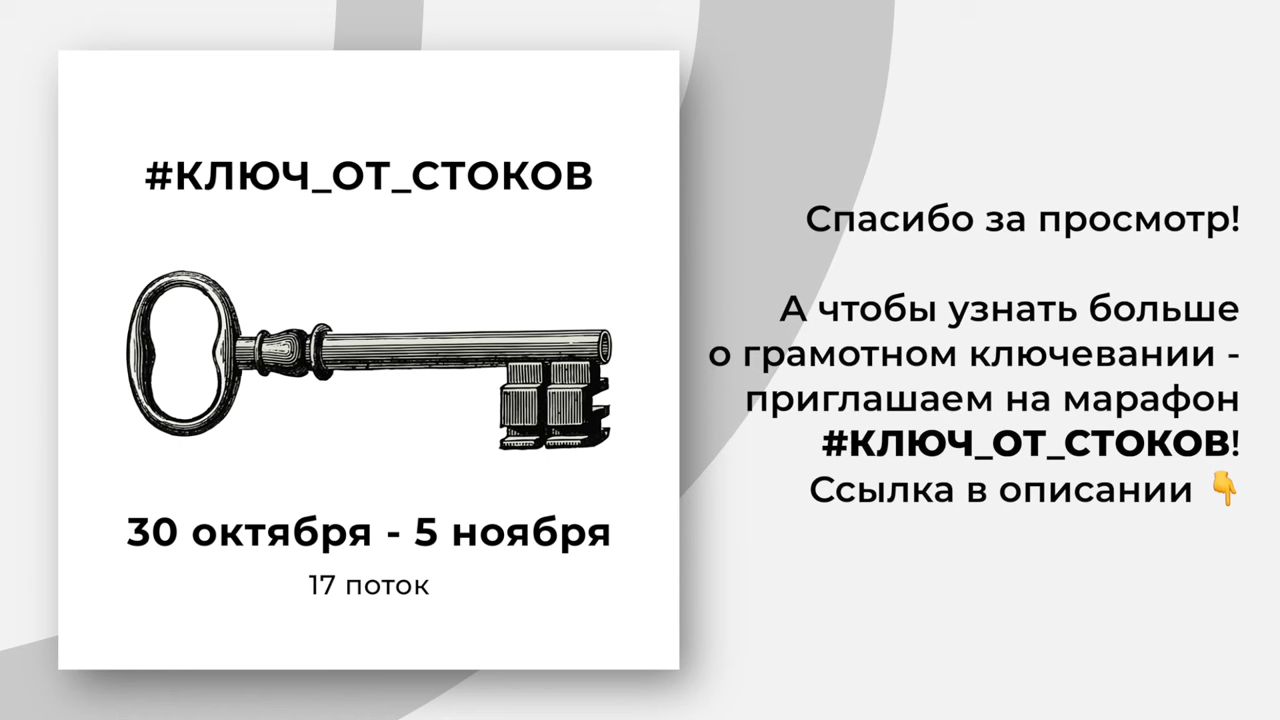 #КЛЮЧ_ОТ_СТОКОВ
30 октября - 5 ноября
17 поток
Спасибо за просмотр!
А чтобы узнать больше
о грамотном ключевании -
приглашаем на марафон
#КЛЮЧ_ОТ_СТОКОВ!
Ссылка в описании 👇